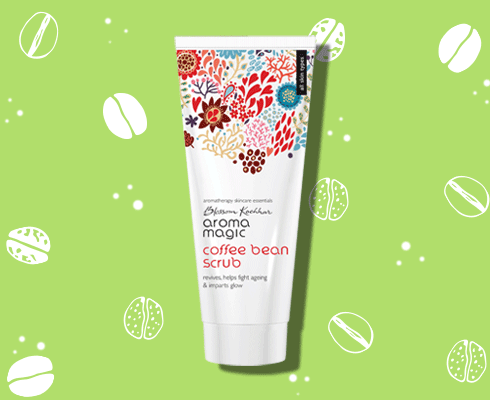 all skin types
aromatherapy skincare essentials
Blossom Kochhar
aroma
magic
coffee bean
scrub
revives, helps fight ageing
& imparts glow